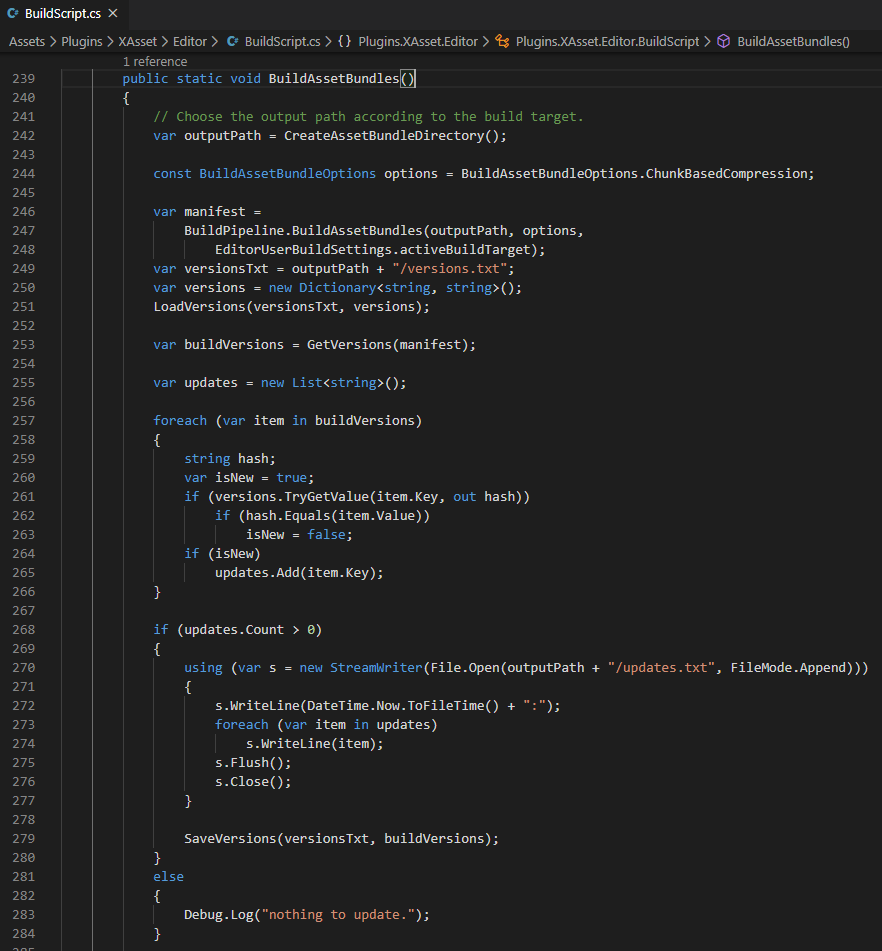 BuildScript.cs ×
Assets > Plugins > XAsset > Editor > BuildScript.cs > {} Plugins.XAsset.Editor > Plugins.XAsset.Editor.BuildScript > BuildAssetBundles()
1 reference
239 public static void BuildAssetBundles()
240 {
241 // Choose the output path according to the build target.
242 var outputPath = CreateAssetBundleDirectory();
243
244 const BuildAssetBundleOptions options = BuildAssetBundleOptions.ChunkBasedCompression;
245
246 var manifest =
247 BuildPipeline.BuildAssetBundles(outputPath, options,
248 EditorUserBuildSettings.activeBuildTarget);
249 var versionsTxt = outputPath + "/versions.txt";
250 var versions = new Dictionary<string, string>();
251 LoadVersions(versionsTxt, versions);
252
253 var buildVersions = GetVersions(manifest);
254
255 var updates = new List<string>();
256
257 foreach (var item in buildVersions)
258 {
259 string hash;
260 var isNew = true;
261 if (versions.TryGetValue(item.Key, out hash))
262 if (hash.Equals(item.Value))
263 isNew = false;
264 if (isNew)
265 updates.Add(item.Key);
266 }
267
268 if (updates.Count > 0)
269 {
270 using (var s = new StreamWriter(File.Open(outputPath + "/updates.txt", FileMode.Append)))
271 {
272 s.WriteLine(DateTime.Now.ToFileTime() + ":");
273 foreach (var item in updates)
274 s.WriteLine(item);
275 s.Flush();
276 s.Close();
277 }
278
279 SaveVersions(versionsTxt, buildVersions);
280 }
281 else
282 {
283 Debug.Log("nothing to update.");
284 }